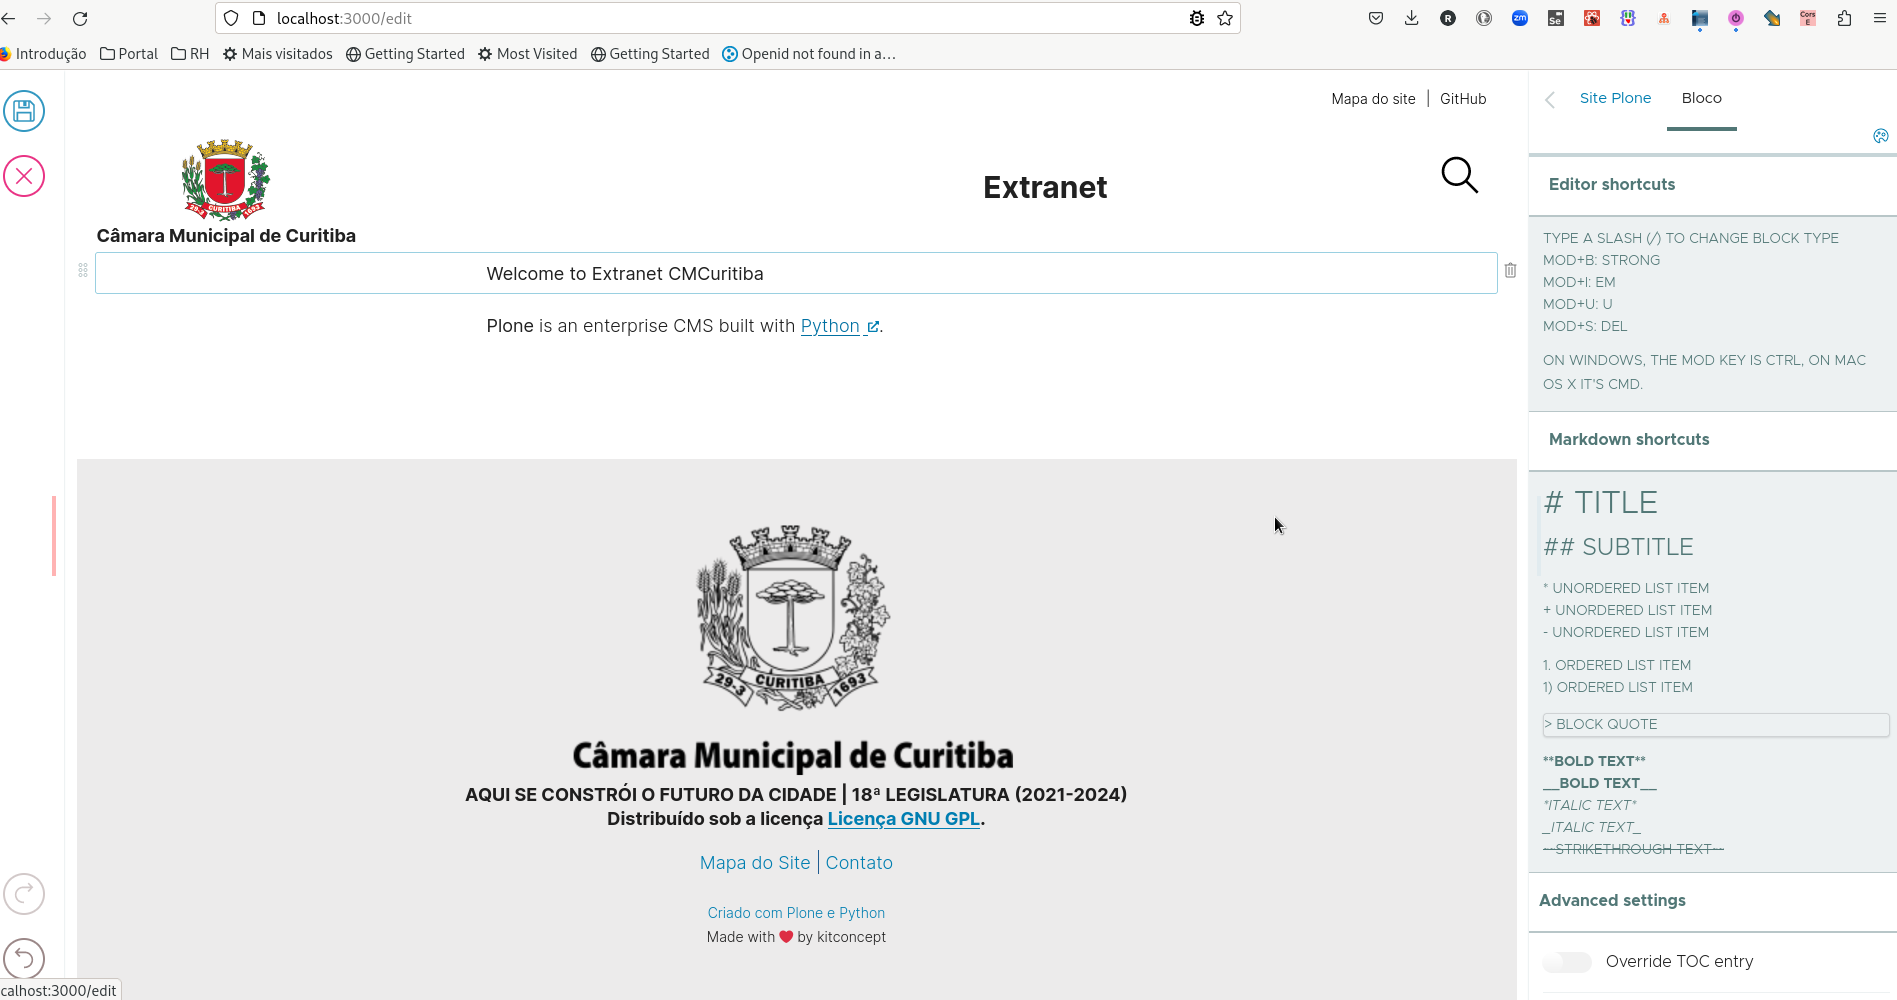 localhost:3000/edit
Introdução Portal RH Mais visitados Getting Started Most Visited Getting Started Openid not found in a…
R zm Se Cors E
Mapa do site | GitHub
29-3 CURITIBA 1693
Câmara Municipal de Curitiba
Extranet
Welcome to Extranet CMCuritiba
Plone is an enterprise CMS built with Python.
29-3 CURITIBA 1693
Câmara Municipal de Curitiba
AQUI SE CONSTRÓI O FUTURO DA CIDADE | 18ª LEGISLATURA (2021-2024)
Distribuído sob a licença Licença GNU GPL.
Mapa do Site | Contato
Criado com Plone e Python
Made with ❤ by kitconcept
calhost:3000/edit
Site Plone Bloco
Editor shortcuts
TYPE A SLASH (/) TO CHANGE BLOCK TYPE
MOD+B: STRONG
MOD+I: EM
MOD+U: U
MOD+S: DEL
ON WINDOWS, THE MOD KEY IS CTRL, ON MAC
OS X IT'S CMD.
Markdown shortcuts
# TITLE
## SUBTITLE
* UNORDERED LIST ITEM
+ UNORDERED LIST ITEM
- UNORDERED LIST ITEM
1. ORDERED LIST ITEM
1) ORDERED LIST ITEM
> BLOCK QUOTE
**BOLD TEXT**
__BOLD TEXT__
*ITALIC TEXT*
_ITALIC TEXT_
~~STRIKETHROUGH TEXT~~
Advanced settings
Override TOC entry